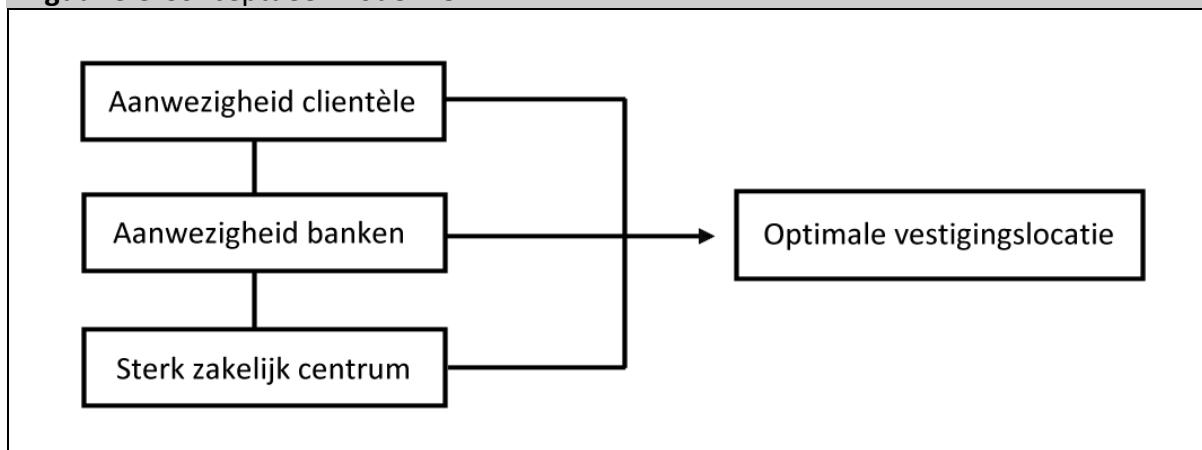 Aanwezigheid clientèle
Aanwezigheid banken
Optimale vestigingslocatie
Sterk zakelijk centrum